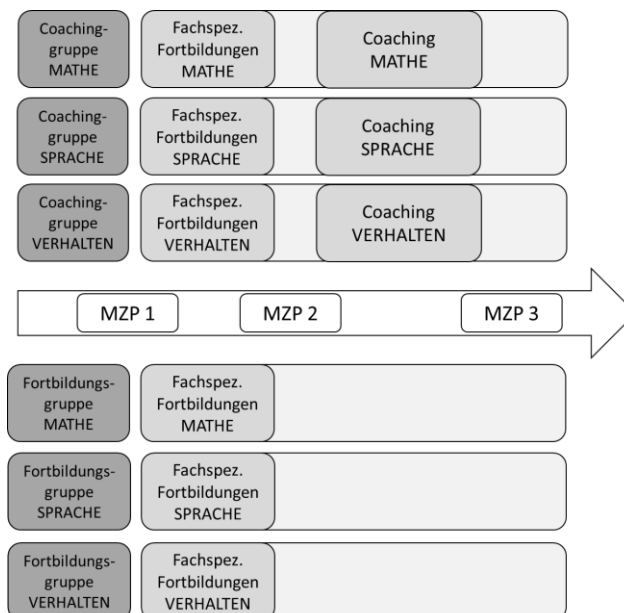 Coaching-
gruppe
MATHE
Fachspez.
Fortbildungen
MATHE
Coaching
MATHE
Coaching-
gruppe
SPRACHE
Fachspez.
Fortbildungen
SPRACHE
Coaching
SPRACHE
Coaching-
gruppe
VERHALTEN
Fachspez.
Fortbildungen
VERHALTEN
Coaching
VERHALTEN
MZP 1
MZP 2
MZP 3
Fortbildungs-
gruppe
MATHE
Fachspez.
Fortbildungen
MATHE
Fortbildungs-
gruppe
SPRACHE
Fachspez.
Fortbildungen
SPRACHE
Fortbildungs-
gruppe
VERHALTEN
Fachspez.
Fortbildungen
VERHALTEN